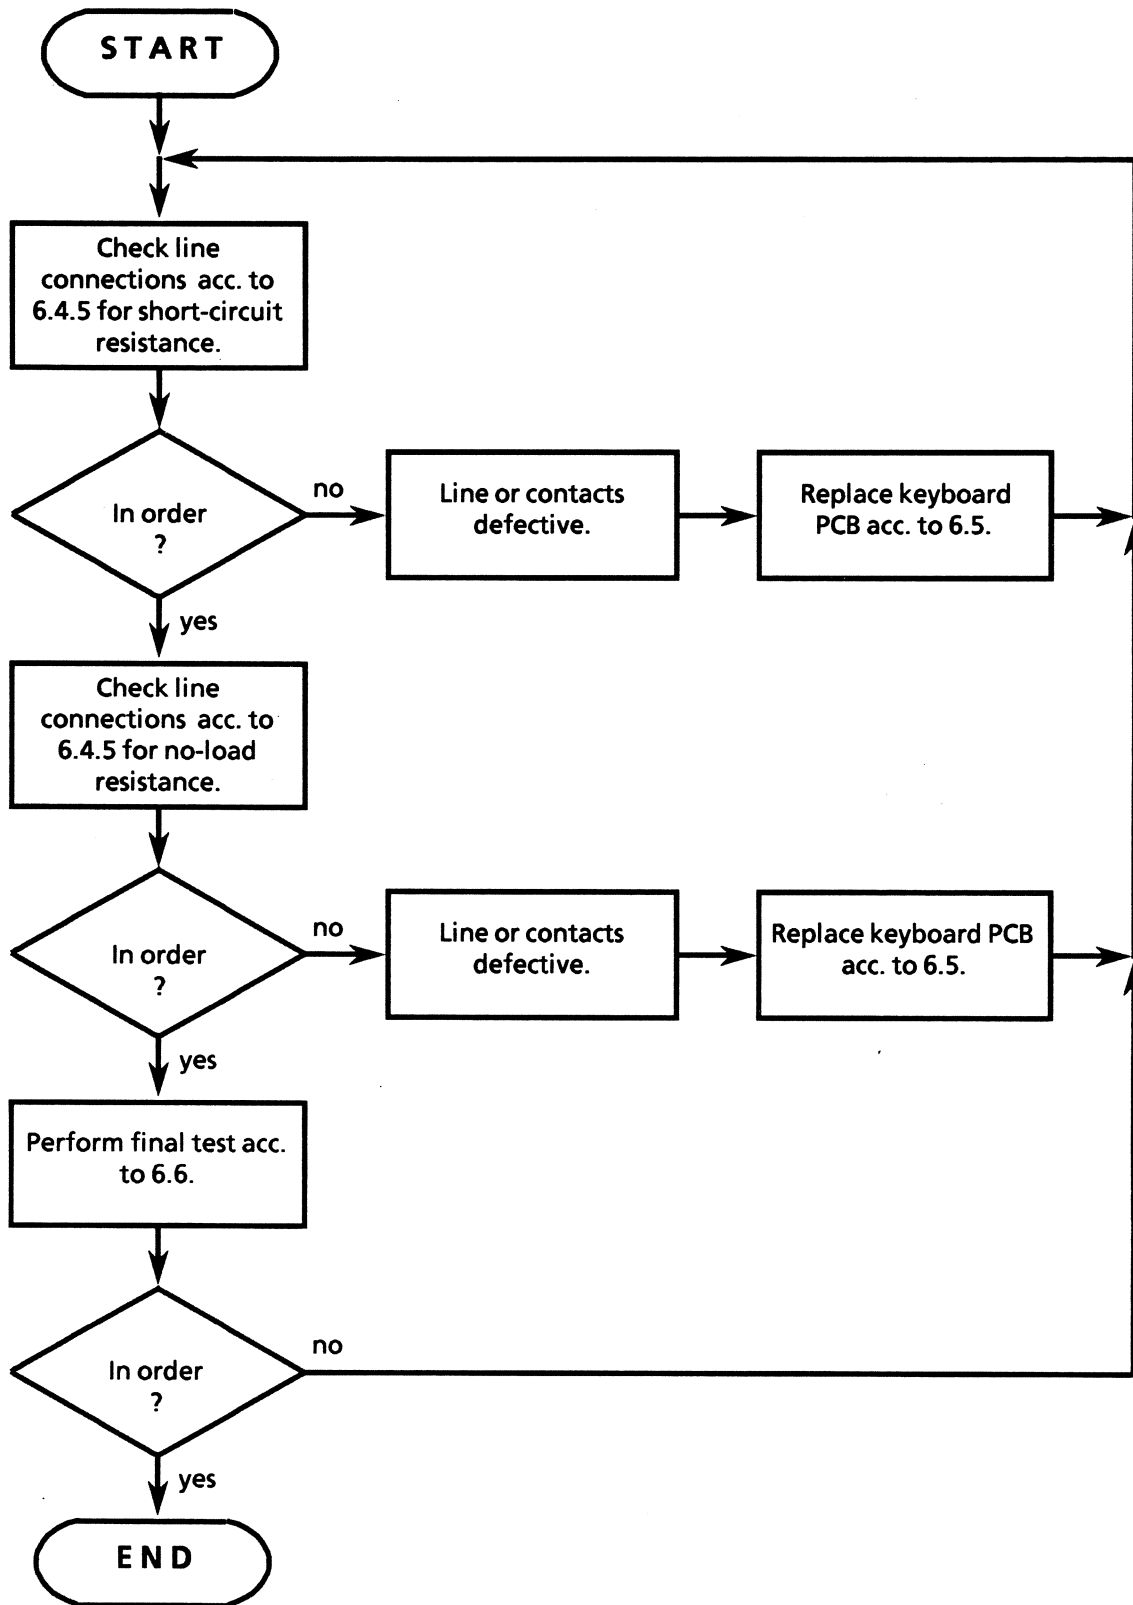 START
Check line
connections acc. to
6.4.5 for short-circuit
resistance.
In order
?
no
Line or contacts
defective.
Replace keyboard
PCB acc. to 6.5.
yes
Check line
connections acc. to
6.4.5 for no-load
resistance.
In order
?
no
Line or contacts
defective.
Replace keyboard PCB
acc. to 6.5.
yes
Perform final test acc.
to 6.6.
In order
?
no
yes
END